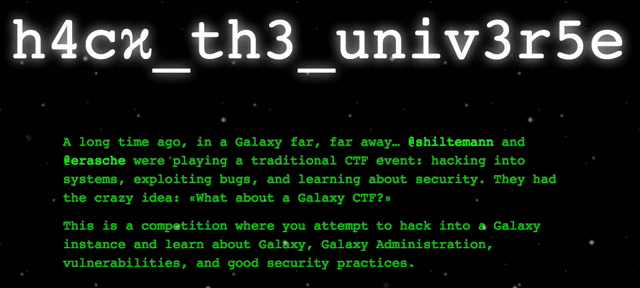 h4cϰ_th3_univ3r5e
A long time ago, in a Galaxy far, far away… @shiltemann and
@erasche were playing a traditional CTF event: hacking into
systems, exploiting bugs, and learning about security. They had
the crazy idea: «What about a Galaxy CTF?»
This is a competition where you attempt to hack into a Galaxy
instance and learn about Galaxy, Galaxy Administration,
vulnerabilities, and good security practices.